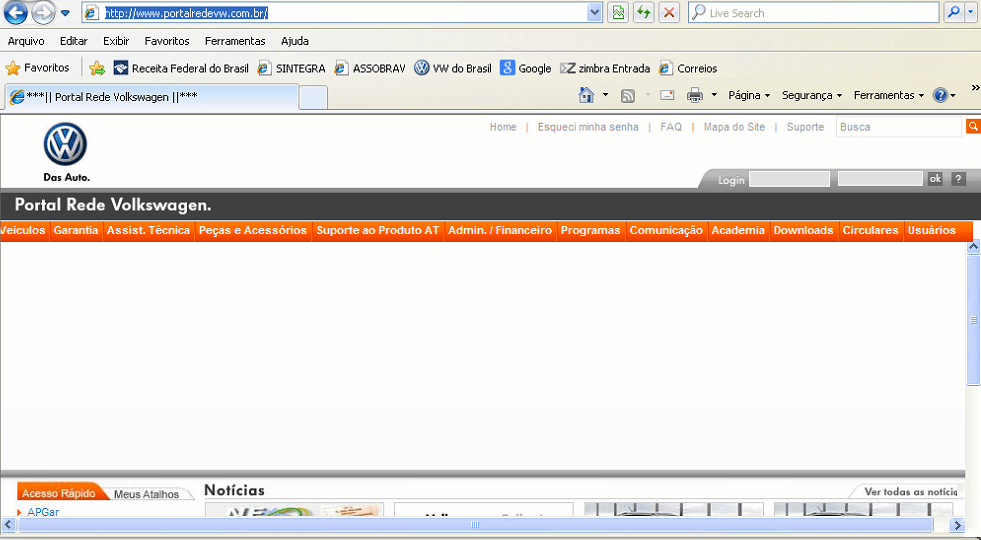 http://www.portalredevw.com.br/
Live Search
Arquivo Editar Exibir Favoritos Ferramentas Ajuda
Favoritos Receita Federal do Brasil SINTEGRA ASSOBRAV VW do Brasil Google zimbra Entrada Correios
***|| Portal Rede Volkswagen ||*** Página Segurança Ferramentas
Home | Esqueci minha senha | FAQ | Mapa do Site | Suporte Busca
Das Auto.
Login ok ?
Portal Rede Volkswagen.
Veículos Garantia Assist. Técnica Peças e Acessórios Suporte ao Produto AT Admin. / Financeiro Programas Comunicação Academia Downloads Circulares Usuários
Acesso Rápido Meus Atalhos Notícias Ver todas as notíci
APGar